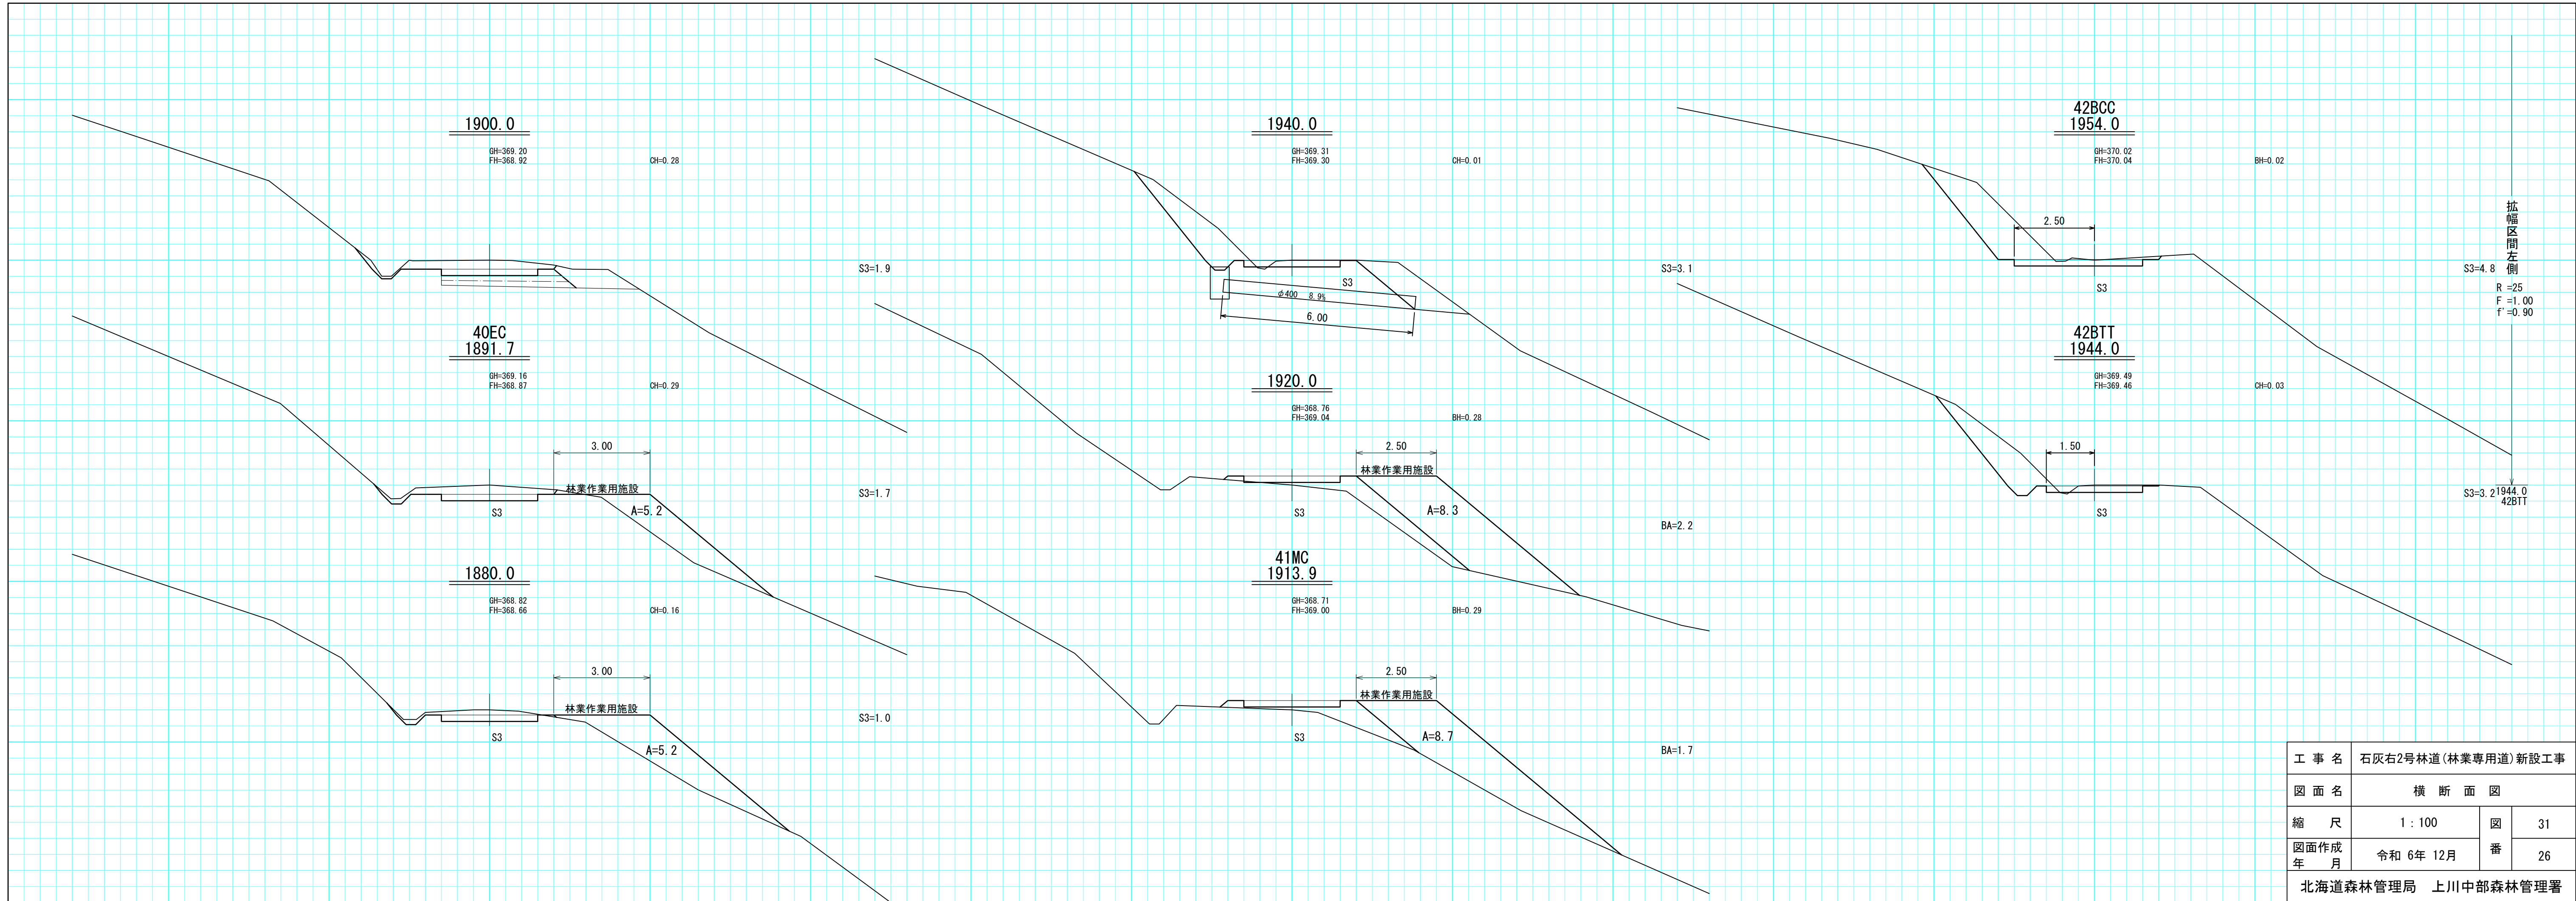 1900.0
GH=369.20
FH=368.92
CH=0.28
S3=1.9
40EC
1891.7
GH=369.16
FH=368.87
CH=0.29
3.00
林業作業用施設
S3
A=5.2
S3=1.7
1880.0
GH=368.82
FH=368.66
CH=0.16
3.00
林業作業用施設
S3
A=5.2
S3=1.0
1940.0
GH=369.31
FH=369.30
CH=0.01
S3
φ400 8.9%
6.00
S3=3.1
1920.0
GH=368.76
FH=369.04
BH=0.28
2.50
林業作業用施設
S3
A=8.3
BA=2.2
41MC
1913.9
GH=368.71
FH=369.00
BH=0.29
2.50
林業作業用施設
S3
A=8.7
BA=1.7
42BCC
1954.0
GH=370.02
FH=370.04
BH=0.02
2.50
S3
S3=4.8
42BTT
1944.0
GH=369.49
FH=369.46
CH=0.03
1.50
S3
S3=3.2
拡幅区間左側
R =25
F =1.00
f'=0.90
1944.0
42BTT
工 事 名 石灰右2号林道(林業専用道)新設工事
図 面 名 横 断 面 図
縮 尺 1 : 100 図番 31
図面作成年 月 令和 6年 12月 26
北海道森林管理局 上川中部森林管理署